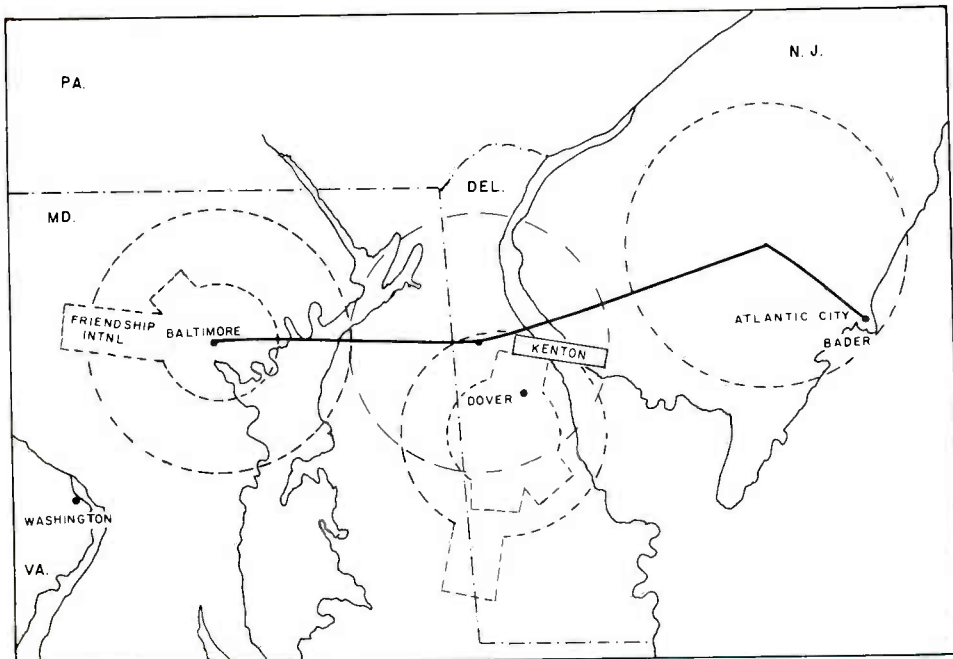 N. J.
PA.
DEL.
MD.
FRIENDSHIP
INTNL
BALTIMORE
ATLANTIC CITY
BADER
KENTON
DOVER
WASHINGTON
VA.